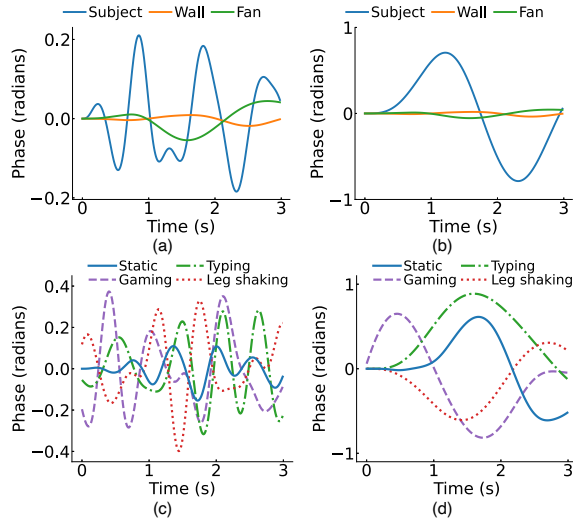 Subject Wall Fan
Phase (radians)
0.2
0.0
−0.2
0 1 2 3
Time (s)
(a)
Subject Wall Fan
Phase (radians)
1
0
−1
0 1 2 3
Time (s)
(b)
Static Typing
Gaming Leg shaking
Phase (radians)
0.4
0.2
0.0
−0.2
−0.4
0 1 2 3
Time (s)
(c)
Static Typing
Gaming Leg shaking
Phase (radians)
1
0
−1
0 1 2 3
Time (s)
(d)